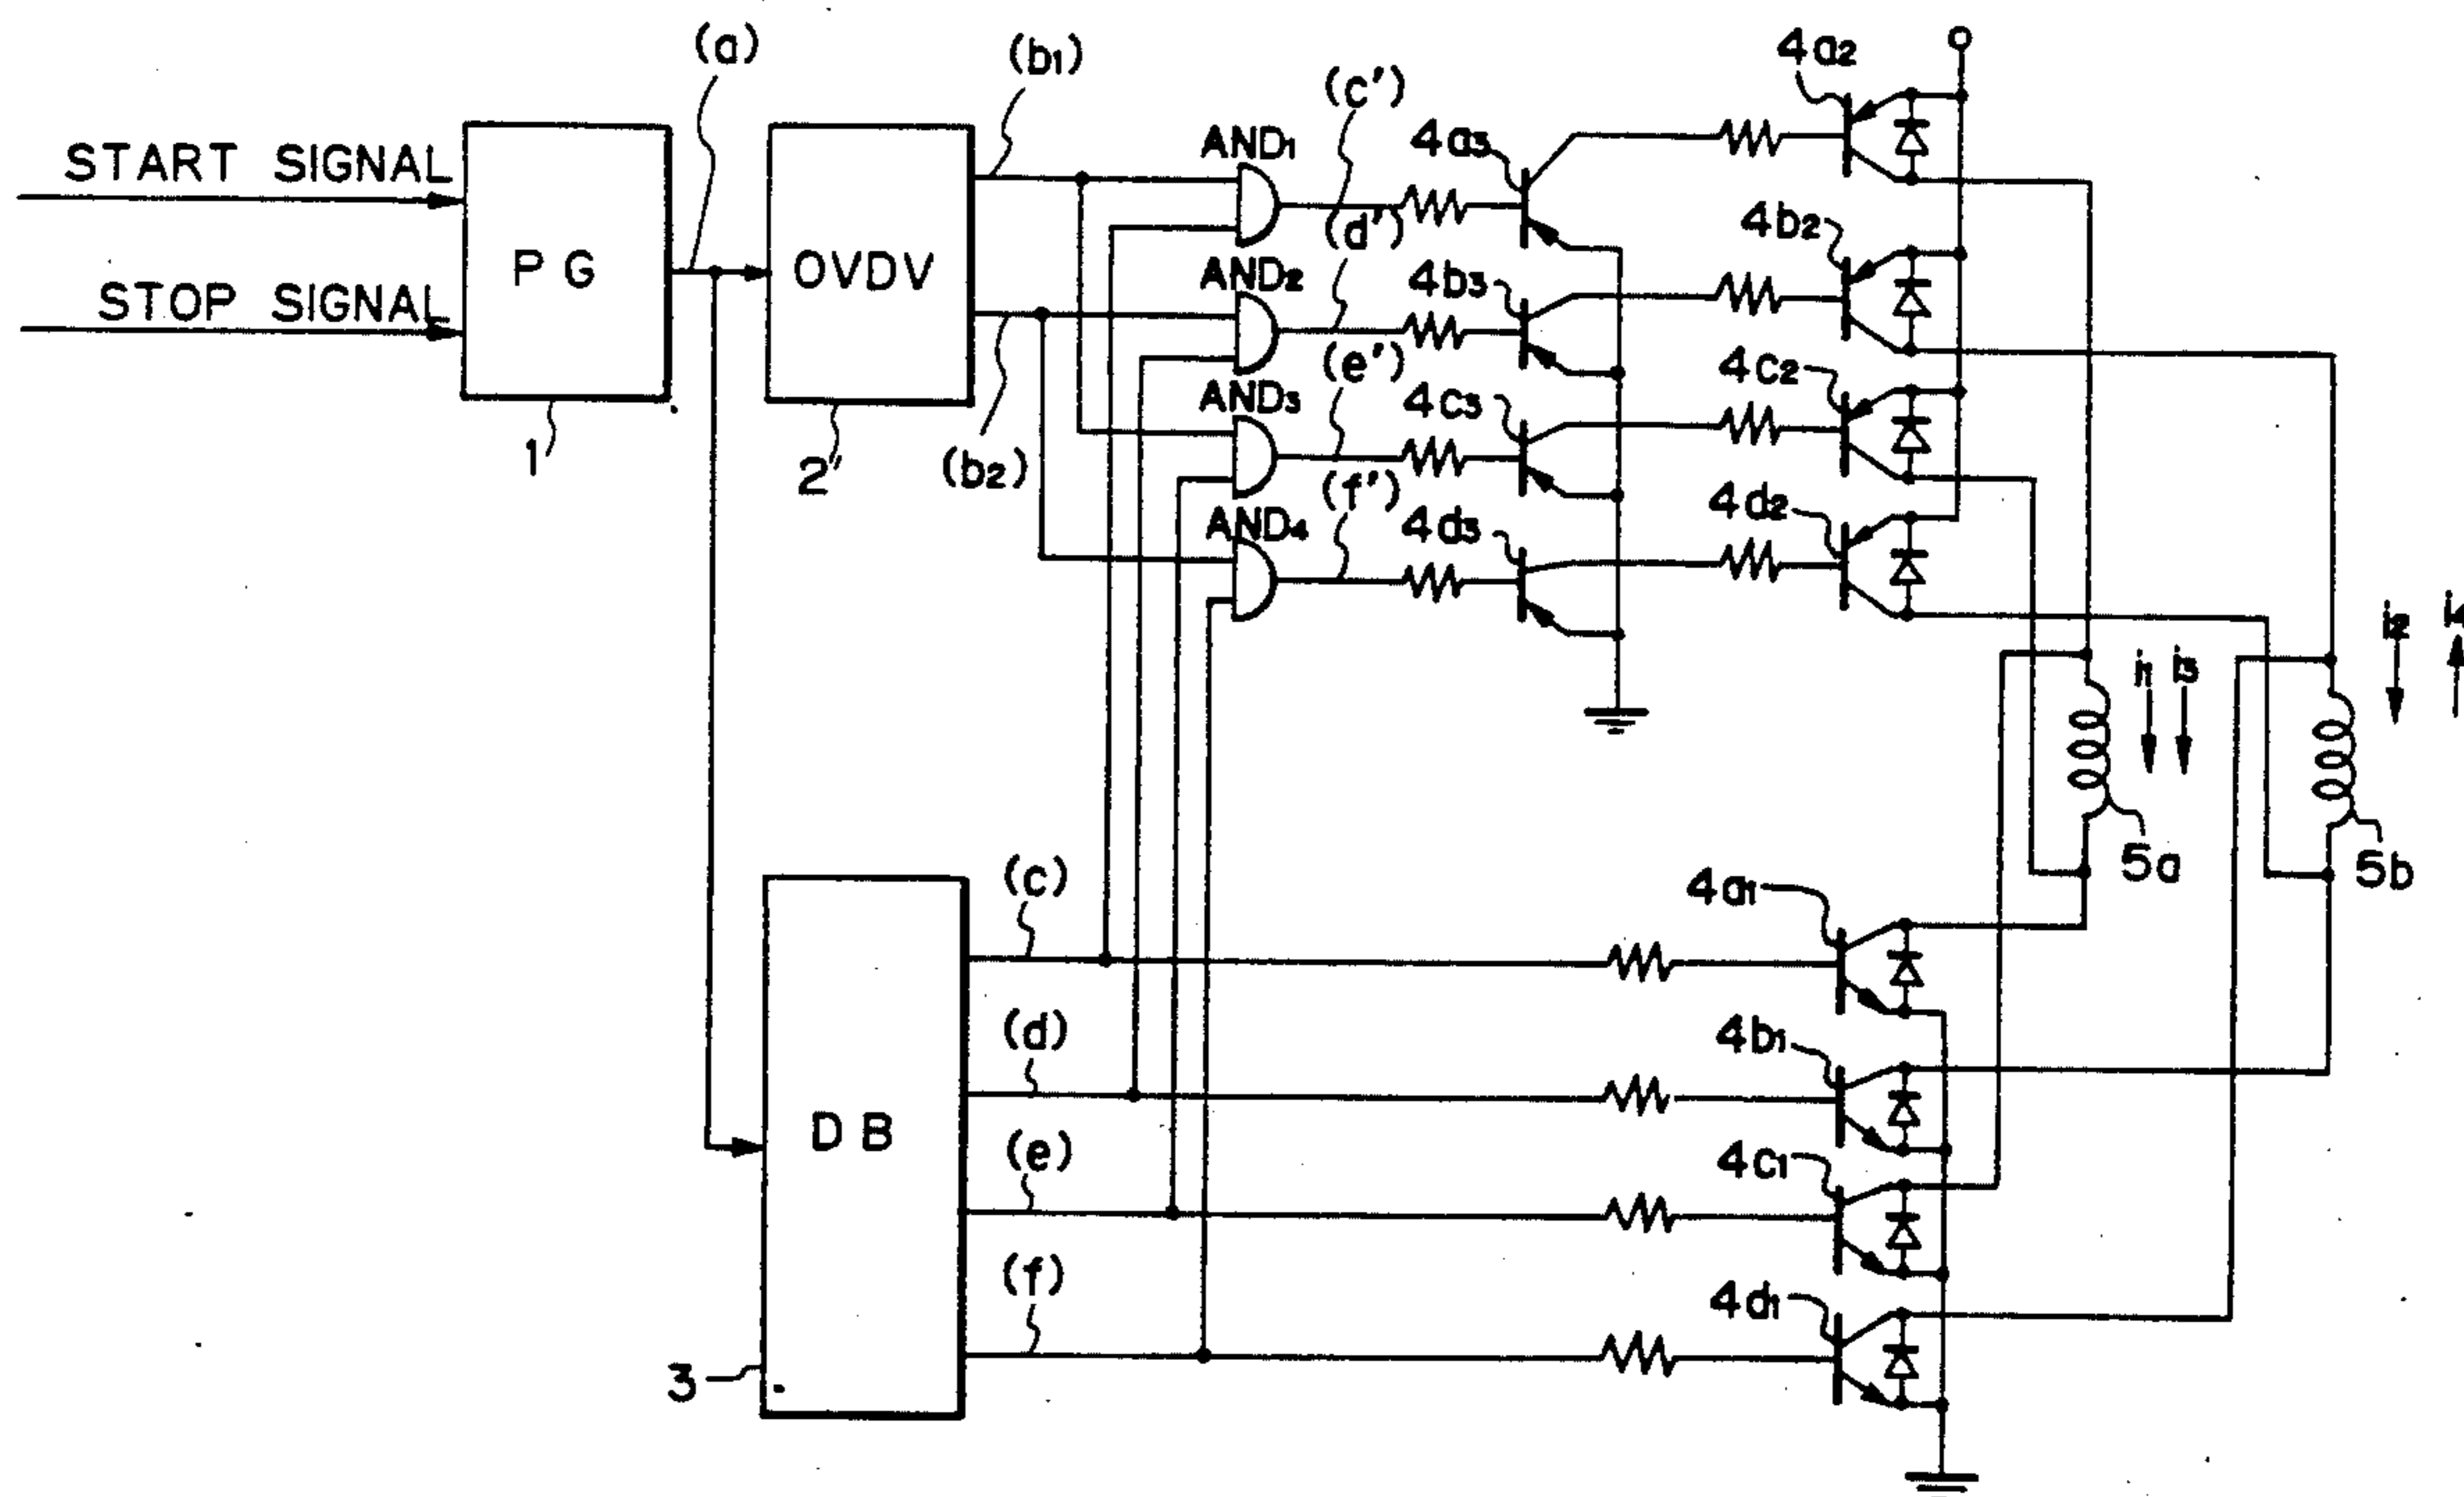 (a)
(b1)
(c')
4a2
START SIGNAL
AND1
4a3
PG
OVDV
(d')
4b2
STOP SIGNAL
AND2
4b3
(e')
4c2
AND3
4c3
1
2'
(b2)
(f')
4d2
AND4
4d3
i1
i3
i2
i4
5a
5b
(c)
4a1
(d)
4b1
DB
(e)
4c1
(f)
4d1
3